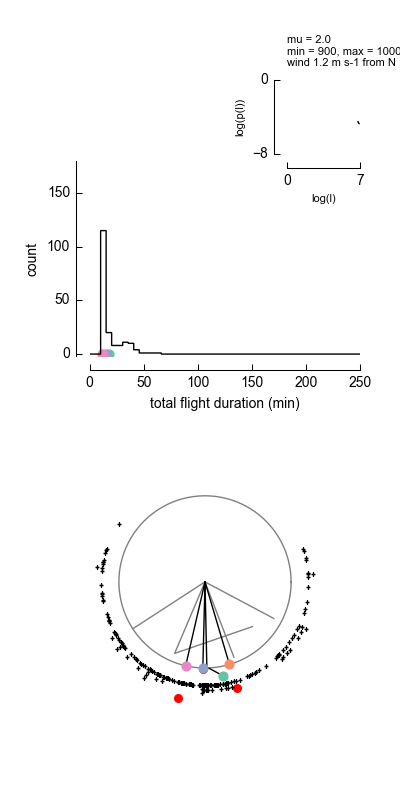 mu = 2.0
min = 900, max = 1000
wind 1.2 m s-1 from N
0
log(p(l))
−8
0 7
log(l)
150
count
100
50
0
0 50 100 150 200 250
total flight duration (min)